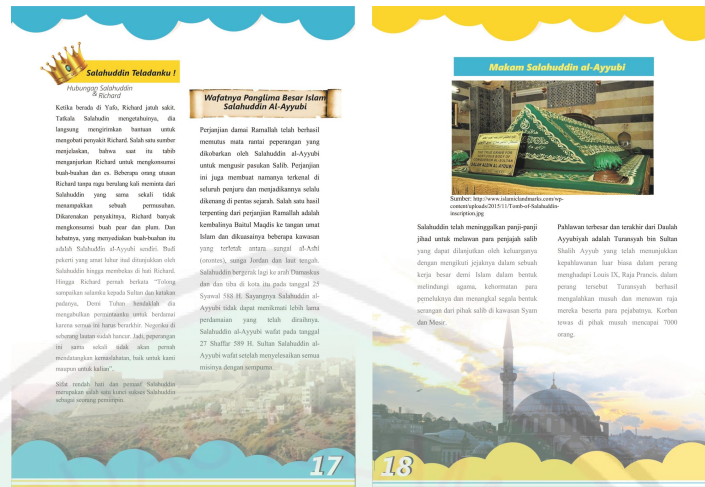 Salahuddin Teladanku !
Hubungan Salahuddin
& Richard
Ketika berada di Yafo, Richard jatuh sakit.
Tatkala Salahudin mengetahuinya, dia
langsung mengirimkan bantuan untuk
mengobati penyakit Richard. Salah satu sumber
menjelaskan, bahwa saat itu tabib
menganjurkan Richard untuk mengkonsumsi
buah-buahan dan es. Beberapa orang utusan
Richard tanpa ragu berulang kali meminta dari
Salahuddin yang sama sekali tidak
menampakkan sebuah permusuhan.
Dikarenakan penyakitnya, Richard banyak
mengkonsumsi buah pear dan plum. Dan
hebatnya, yang menyediakan buah-buahan itu
adalah Salahuddin al-Ayyubi sendiri. Budi
pekerti yang amat luhur itad ditunjukkan oleh
Salahuddin hingga membekas di hati Richard.
Hingga Richard pernah berkata "Tolong
sampaikan salamku kepada Sultan dan katakan
padanya, Demi Tuhan hendaklah dia
mengabulkan permintaanku untuk berdamai
karena semua ini harus berakhir. Negeriku di
seberang lautan sudah hancur. Jadi, peperangan
ini sama sekali tidak akan pernah
mendatangkan kemaslahatan, baik untuk kami
maupun untuk kalian".
Sifat rendah hati dan pemaaf Salahuddin
merupakan salah satu kunci sukses Salahuddin
sebagai seorang pemimpin.
Wafatnya Panglima Besar Islam
Salahuddin Al-Ayyubi
Perjanjian damai Ramallah telah berhasil
memutus mata rantai peperangan yang
dikobarkan oleh Salahuddin al-Ayyubi
untuk mengusir pasukan Salib. Perjanjian
ini juga membuat namanya terkenal di
seluruh penjuru dan menjadikannya selalu
dikenang di pentas sejarah. Salah satu hasil
terpenting dari perjanjian Ramallah adalah
kembalinya Baitul Maqdis ke tangan umat
Islam dan dikuasainya beberapa kawasan
yang terletak antara sungai al-Ashi
(orontes), sunga Jordan dan laut tengah.
Salahuddin bergerak lagi ke arah Damaskus
dan dan tiba di kota itu pada tanggal 25
Syawal 588 H. Sayangnya Salahuddin al-
Ayyubi tidak dapat menikmati lebih lama
perdamaian yang telah diraihnya.
Salahuddin al-Ayyubi wafat pada tanggal
27 Shaffar 589 H. Sultan Salahuddin al-
Ayyubi wafat setelah menyelesaikan semua
misinya dengan sempurna.
17
Makam Salahuddin al-Ayyubi
Sumber: http://www.islamiclandmarks.com/wp-
content/uploads/2015/11/Tomb-of-Salahuddin-
inscription.jpg
Salahuddin telah meninggalkan panji-panji
jihad untuk melawan para penjajah salib
yang dapat dilanjutkan oleh keluarganya
dengan mengikuti jejaknya dalam sebuah
kerja besar demi Islam dalam bentuk
melindungi agama, kehormatan para
pemeluknya dan menangkal segala bentuk
serangan dari pihak salib di kawasan Syam
dan Mesir.
Pahlawan terbesar dan terakhir dari Daulah
Ayyubiyah adalah Turansyah bin Sultan
Shalih Ayyub yang telah menunjukkan
kepahlawanan luar biasa dalam perang
menghadapi Louis IX, Raja Prancis. dalam
perang tersebut Turansyah berhasil
mengalahkan musuh dan menawan raja
mereka beserta para pejabatnya. Korban
tewas di pihak musuh mencapai 7000
orang.
18